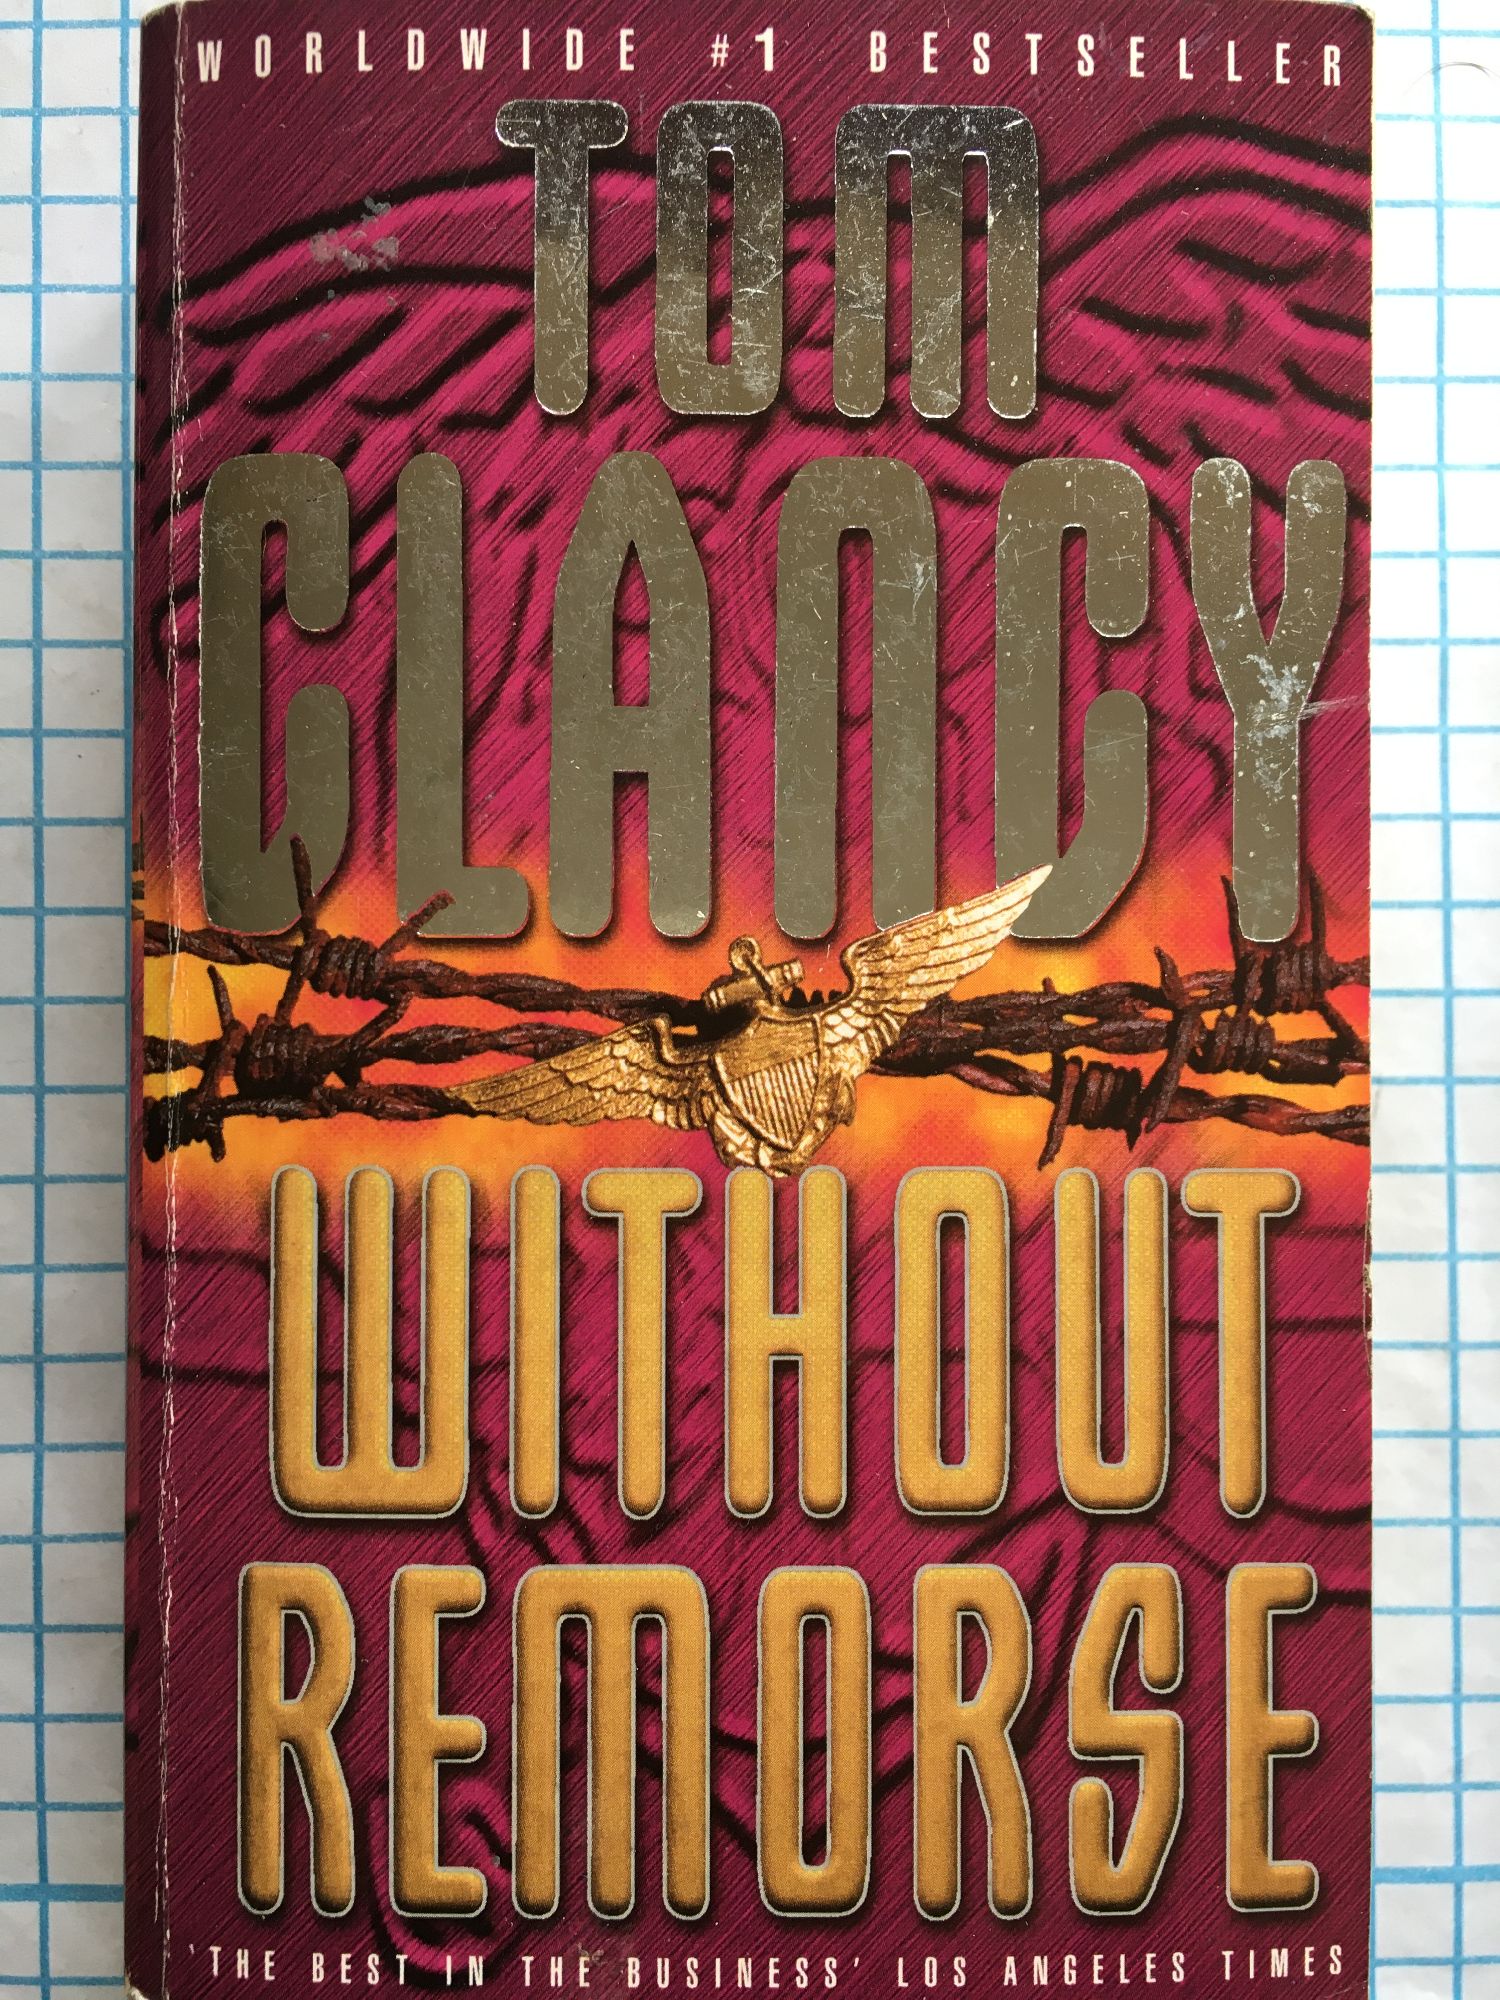 WORLDWIDE #1 BESTSELLER
TOM
CLANCY
WITHOUT
REMORSE
'THE BEST IN THE BUSINESS' LOS ANGELES TIMES